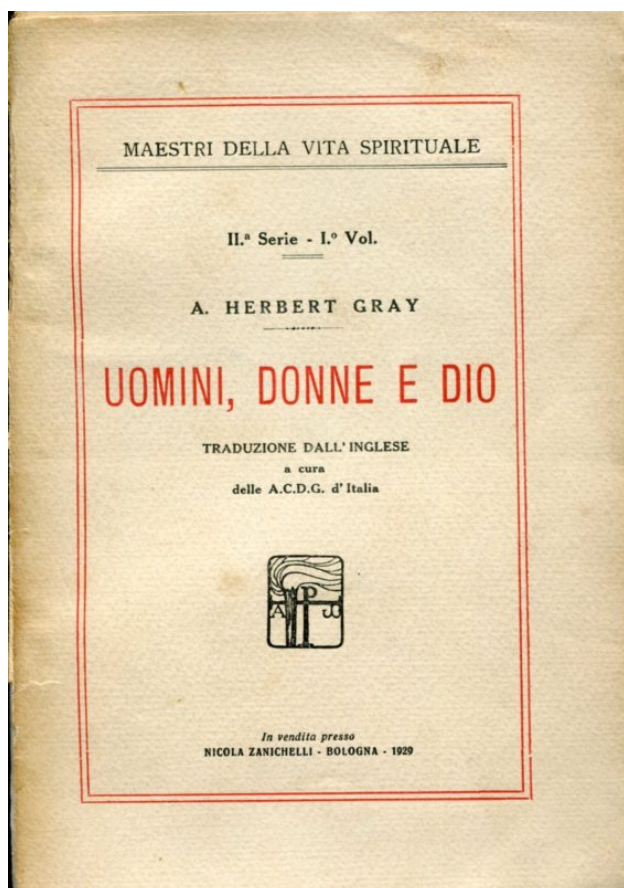 MAESTRI DELLA VITA SPIRITUALE
II.ª Serie - I.º Vol.
A. HERBERT GRAY
UOMINI, DONNE E DIO
TRADUZIONE DALL'INGLESE
a cura
delle A.C.D.G. d'Italia
In vendita presso
NICOLA ZANICHELLI - BOLOGNA - 1929